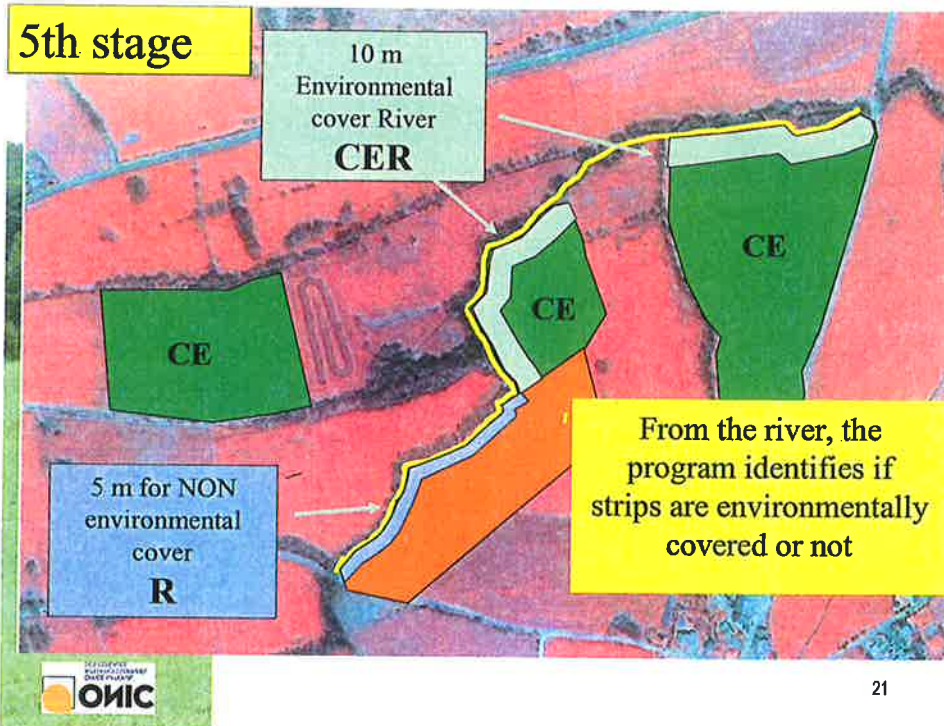 5th stage
10 m
Environmental
cover River
CER
CE
CE
CE
5 m for NON
environmental
cover
R
From the river, the
program identifies if
strips are environmentally
covered or not
ONIC
21